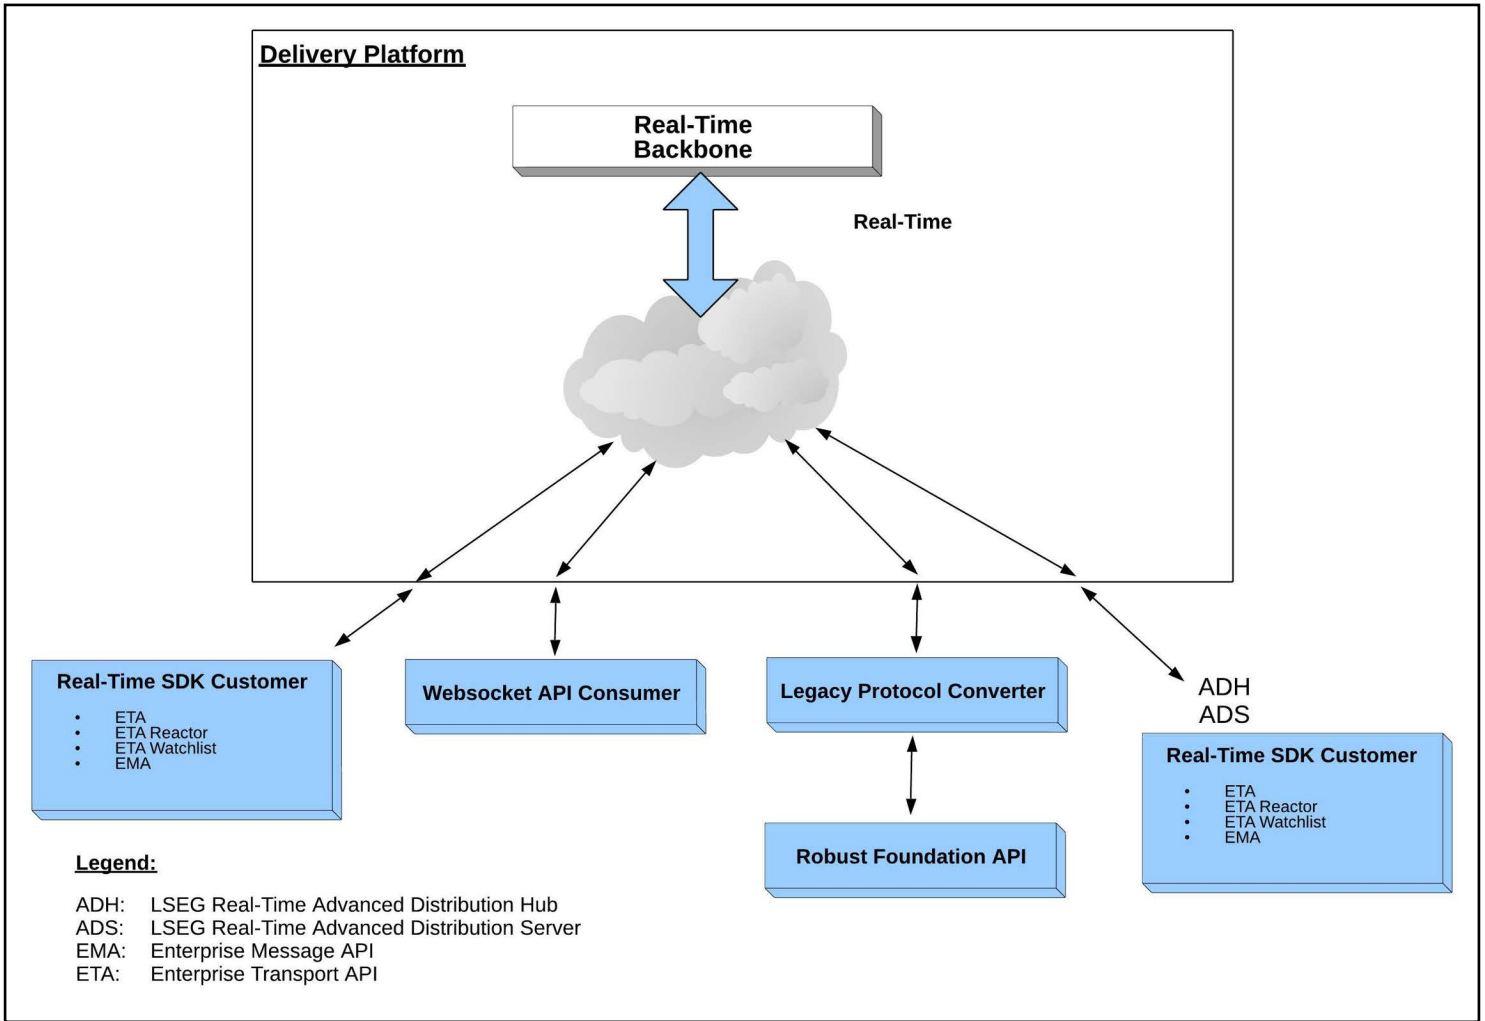 Delivery Platform
Real-Time
Backbone
Real-Time
Real-Time SDK Customer
• ETA
• ETA Reactor
• ETA Watchlist
• EMA
Websocket API Consumer
Legacy Protocol Converter
Robust Foundation API
ADH
ADS
Real-Time SDK Customer
• ETA
• ETA Reactor
• ETA Watchlist
• EMA
Legend:
ADH: LSEG Real-Time Advanced Distribution Hub
ADS: LSEG Real-Time Advanced Distribution Server
EMA: Enterprise Message API
ETA: Enterprise Transport API